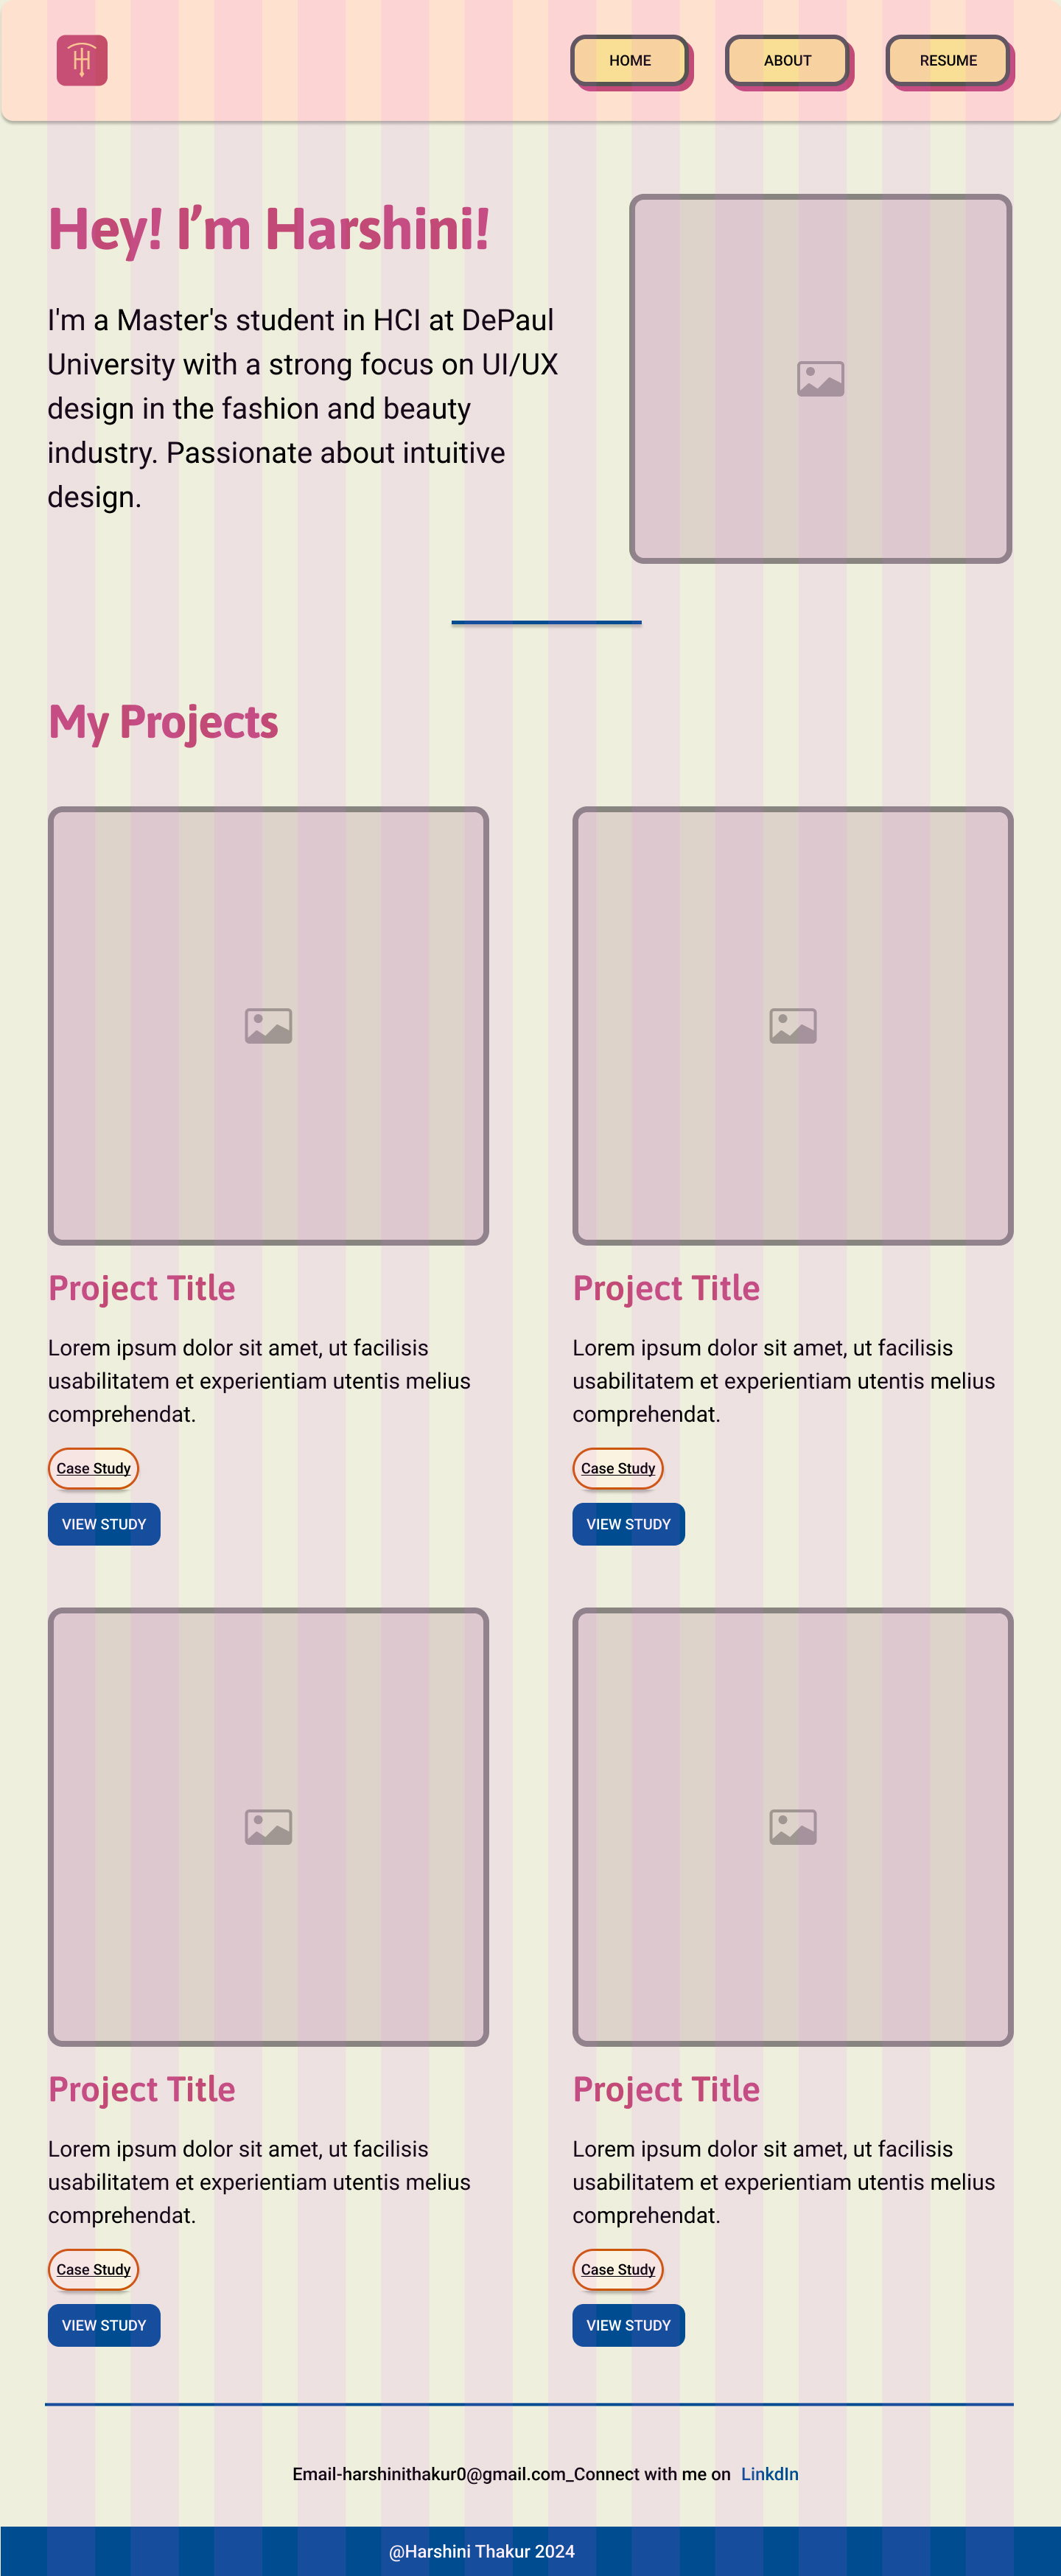 HOME
ABOUT
RESUME
Hey! I’m Harshini!
I'm a Master's student in HCI at DePaul
University with a strong focus on UI/UX
design in the fashion and beauty
industry. Passionate about intuitive
design.
My Projects
Project Title
Lorem ipsum dolor sit amet, ut facilisis
usabilitatem et experientiam utentis melius
comprehendat.
Case Study
VIEW STUDY
Project Title
Lorem ipsum dolor sit amet, ut facilisis
usabilitatem et experientiam utentis melius
comprehendat.
Case Study
VIEW STUDY
Project Title
Lorem ipsum dolor sit amet, ut facilisis
usabilitatem et experientiam utentis melius
comprehendat.
Case Study
VIEW STUDY
Project Title
Lorem ipsum dolor sit amet, ut facilisis
usabilitatem et experientiam utentis melius
comprehendat.
Case Study
VIEW STUDY
Email-harshinithakur0@gmail.com_Connect with me on LinkdIn
@Harshini Thakur 2024